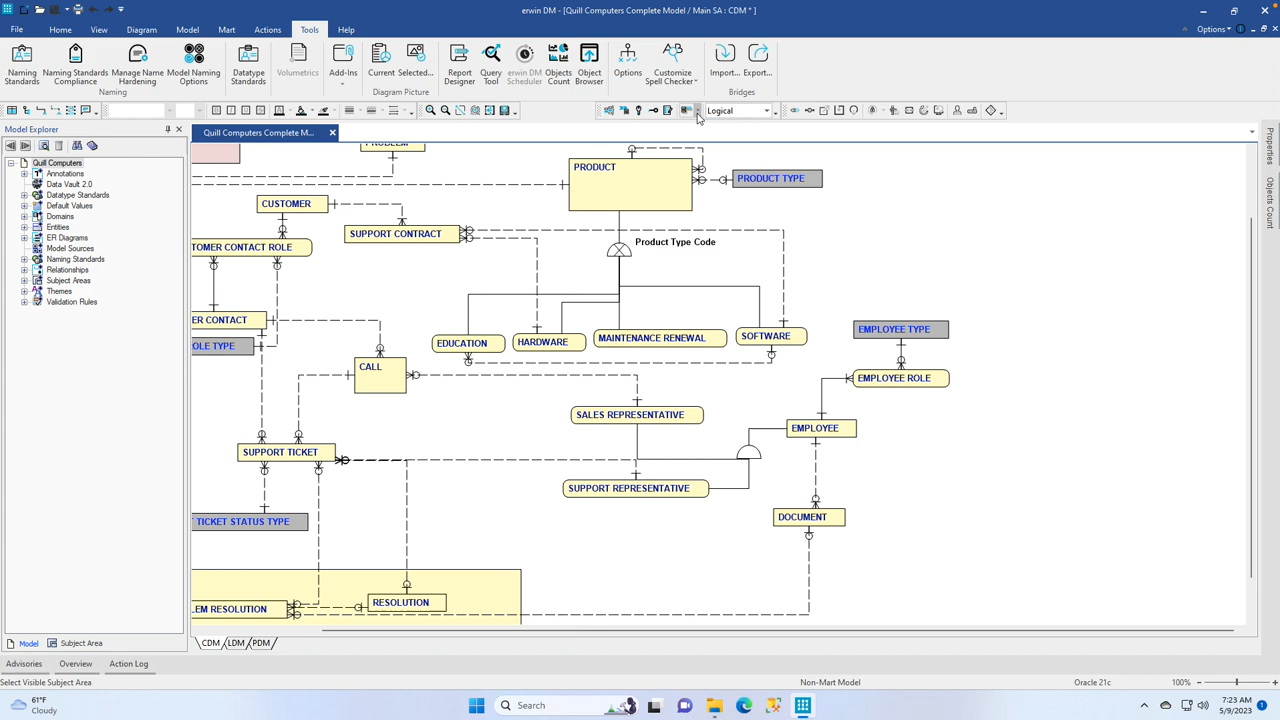 erwin DM - [Quill Computers Complete Model / Main SA : CDM * ]
File Home View Diagram Model Mart Actions Tools Help Options
Naming Standards
Naming Standards Compliance
Manage Name Hardening
Model Naming Options
Naming
Datatype Standards
Volumetrics
Add-Ins
Current Selected...
Diagram Picture
Report Designer
Query Tool
erwin DM Scheduler
Objects Count
Object Browser
Options
Customize Spell Checker
Import... Export...
Bridges
Logical
Model Explorer
Quill Computers Complete M...
Quill Computers
Annotations
Data Vault 2.0
Datatype Standards
Default Values
Domains
Entities
ER Diagrams
Model Sources
Naming Standards
Relationships
Subject Areas
Themes
Validation Rules
PROBLEM
PRODUCT
PRODUCT TYPE
CUSTOMER
SUPPORT CONTRACT
TOMER CONTACT ROLE
Product Type Code
ER CONTACT
OLE TYPE
EDUCATION
HARDWARE
MAINTENANCE RENEWAL
SOFTWARE
EMPLOYEE TYPE
CALL
EMPLOYEE ROLE
SALES REPRESENTATIVE
EMPLOYEE
SUPPORT TICKET
SUPPORT REPRESENTATIVE
TICKET STATUS TYPE
DOCUMENT
LEM RESOLUTION
RESOLUTION
Properties
Objects Count
Model Subject Area
CDM LDM PDM
Advisories Overview Action Log
Select Visible Subject Area
Non-Mart Model
Oracle 21c
100%
61°F
Cloudy
Search
7:23 AM
5/9/2023